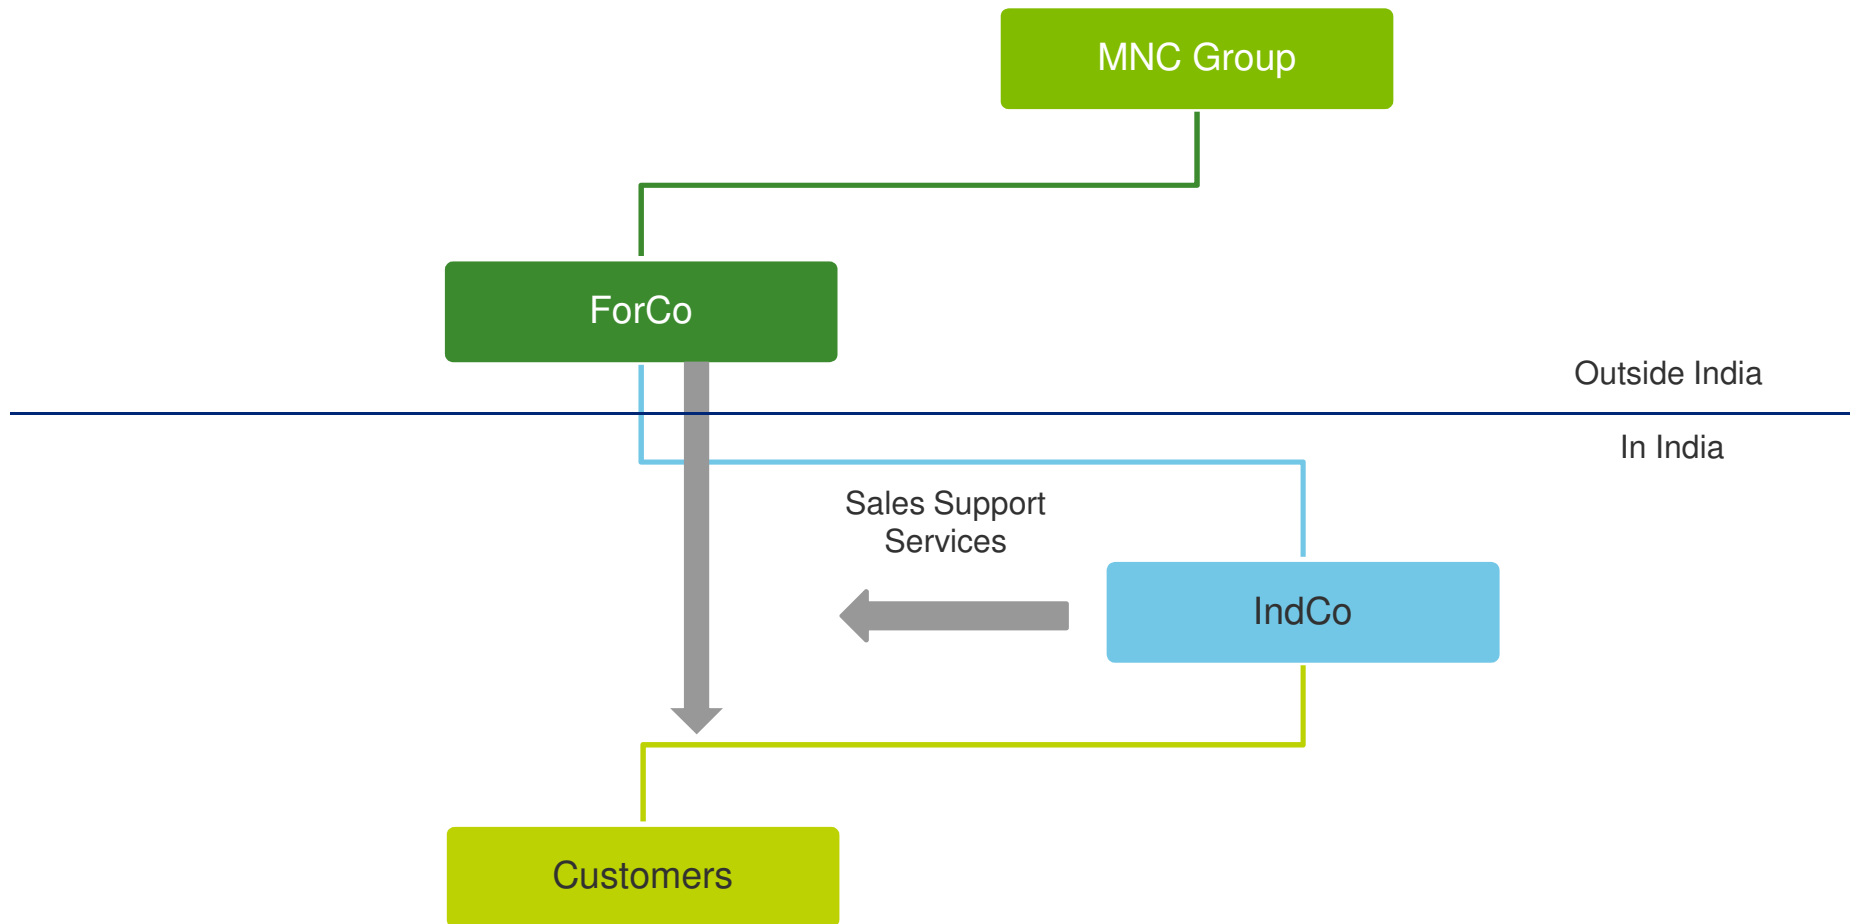 MNC Group
ForCo
Outside India
In India
Sales Support
Services
IndCo
Customers